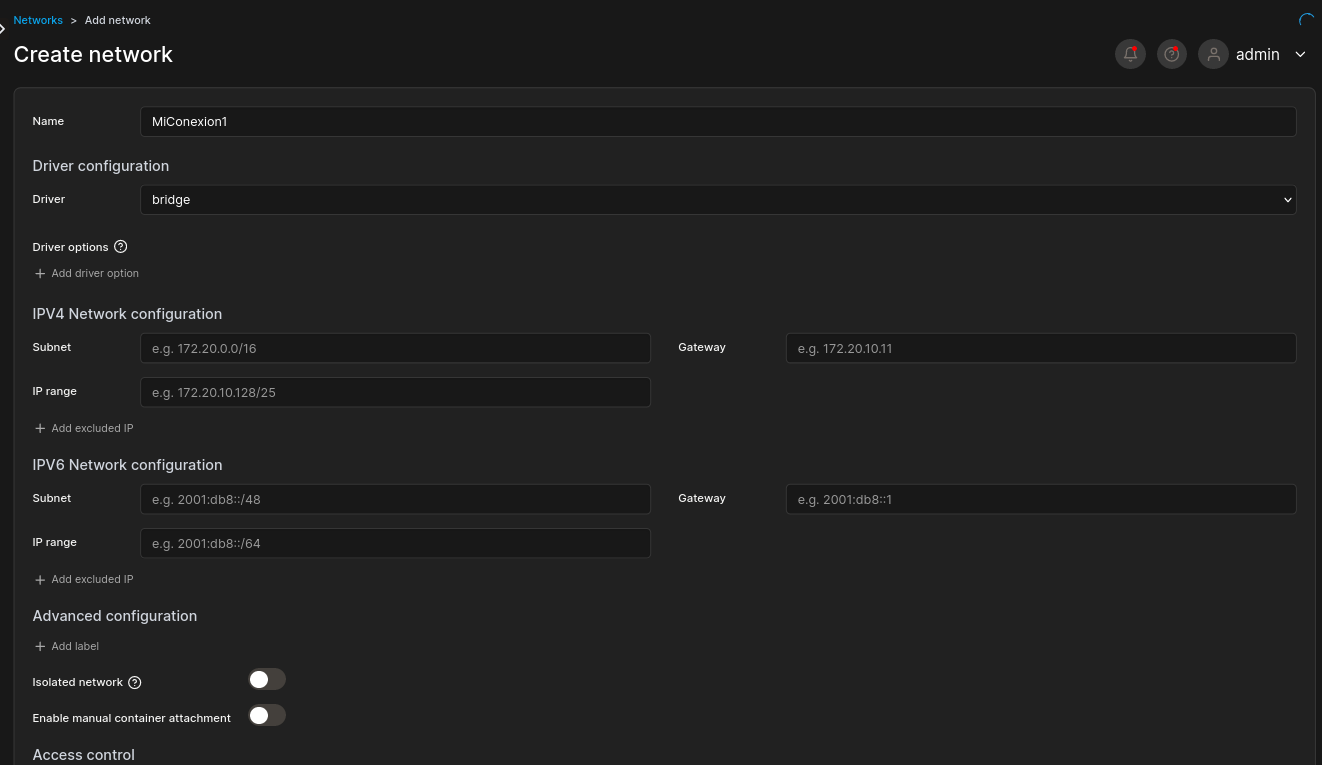 Networks > Add network
Create network
admin
Name MiConexion1
Driver configuration
Driver bridge
Driver options ?
+ Add driver option
IPV4 Network configuration
Subnet e.g. 172.20.0.0/16 Gateway e.g. 172.20.10.11
IP range e.g. 172.20.10.128/25
+ Add excluded IP
IPV6 Network configuration
Subnet e.g. 2001:db8::/48 Gateway e.g. 2001:db8::1
IP range e.g. 2001:db8::/64
+ Add excluded IP
Advanced configuration
+ Add label
Isolated network ?
Enable manual container attachment
Access control